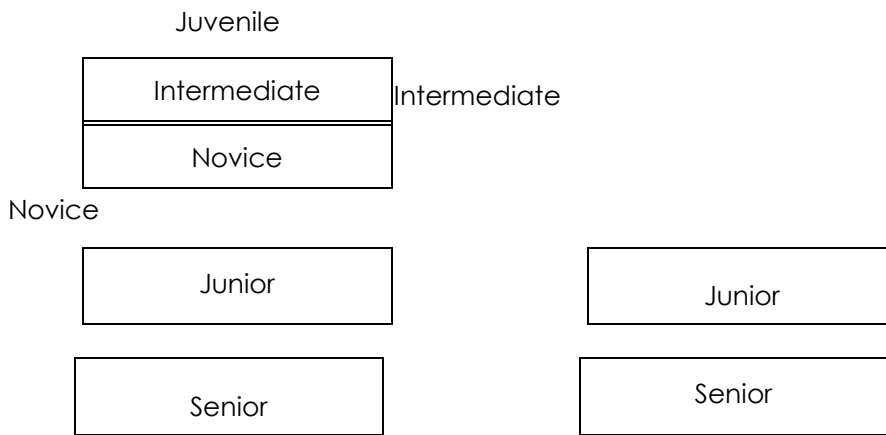 Juvenile
Intermediate
Intermediate
Novice
Novice
Junior
Junior
Senior
Senior